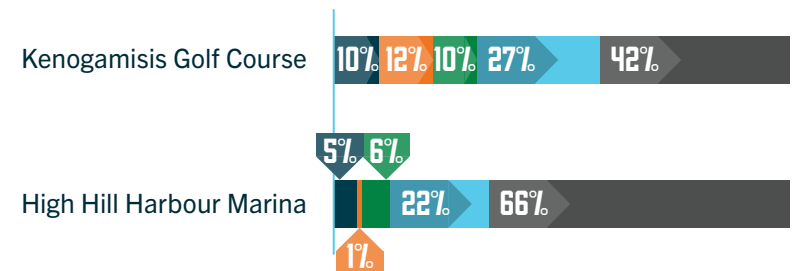 Kenogamisis Golf Course 10% 12% 10% 27% 42%
5% 6%
High Hill Harbour Marina 22% 66%
1%